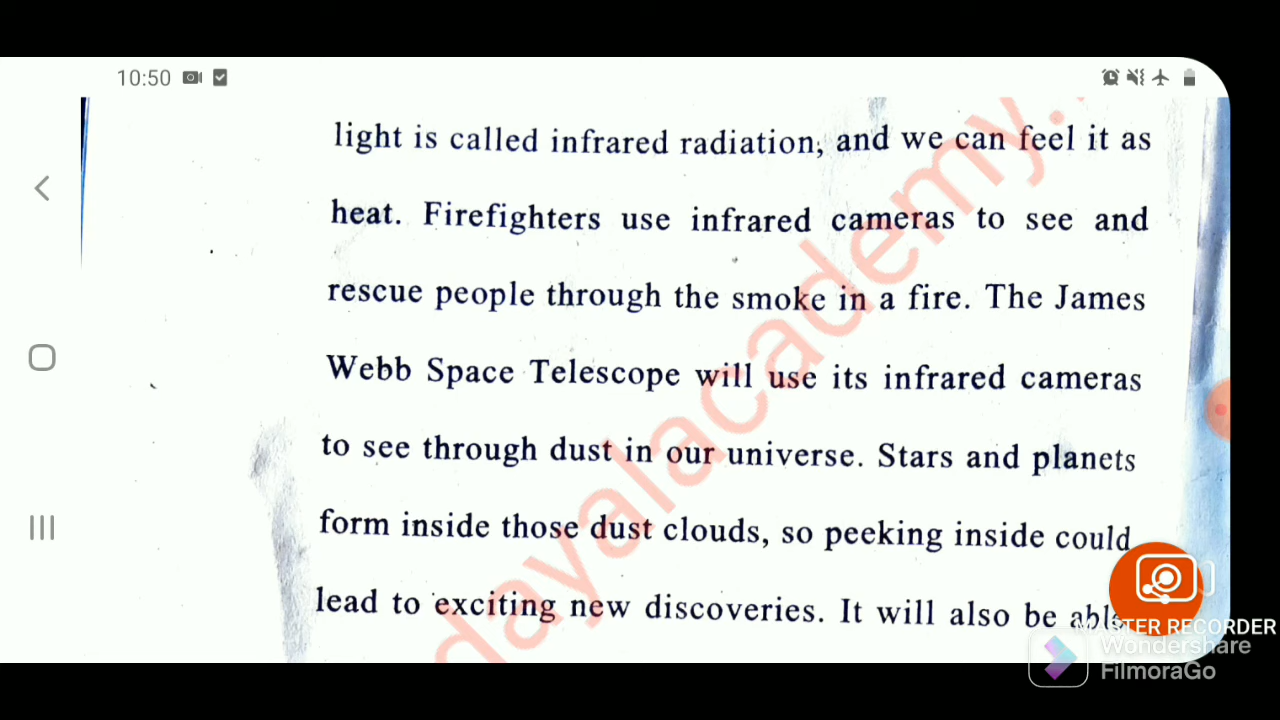 10:50
light is called infrared radiation, and we can feel it as
heat. Firefighters use infrared cameras to see and
rescue people through the smoke in a fire. The James
Webb Space Telescope will use its infrared cameras
to see through dust in our universe. Stars and planets
form inside those dust clouds, so peeking inside could
lead to exciting new discoveries. It will also be able
dayalacademy.
MASTER RECORDER
Wondershare
FilmoraGo